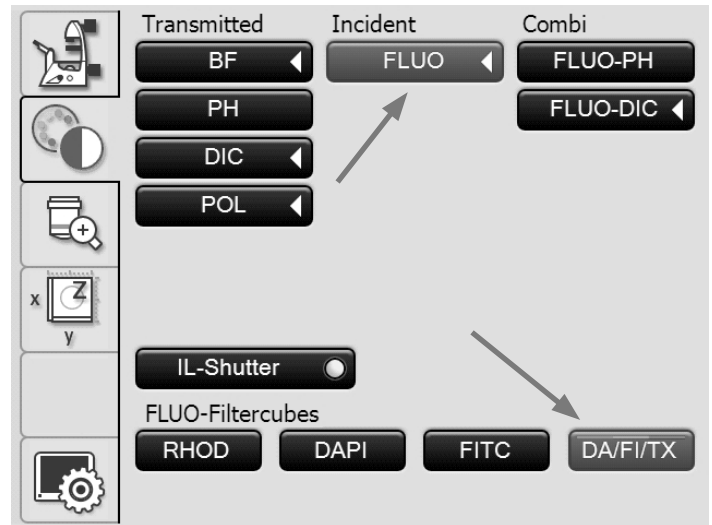 Transmitted Incident Combi
BF FLUO FLUO-PH
PH FLUO-DIC
DIC
POL
x Z
y
IL-Shutter
FLUO-Filtercubes
RHOD DAPI FITC DA/FI/TX